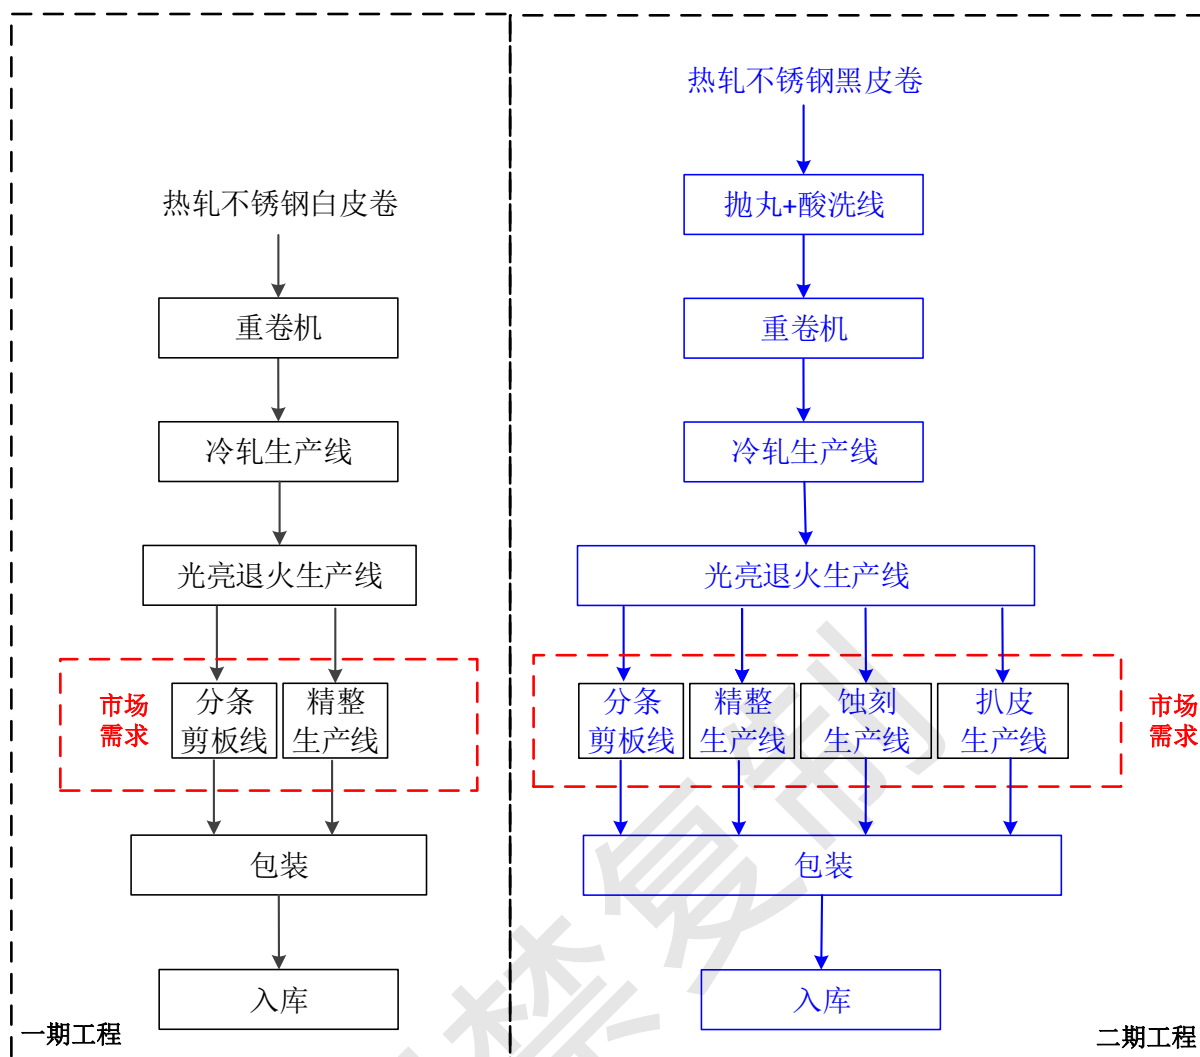 热轧不锈钢白皮卷
重卷机
冷轧生产线
光亮退火生产线
市场
需求
分条
剪板线
精整
生产线
包装
入库
一期工程
热轧不锈钢黑皮卷
抛丸+酸洗线
重卷机
冷轧生产线
光亮退火生产线
分条
剪板线
精整
生产线
蚀刻
生产线
扒皮
生产线
市场
需求
包装
入库
二期工程
禁复制